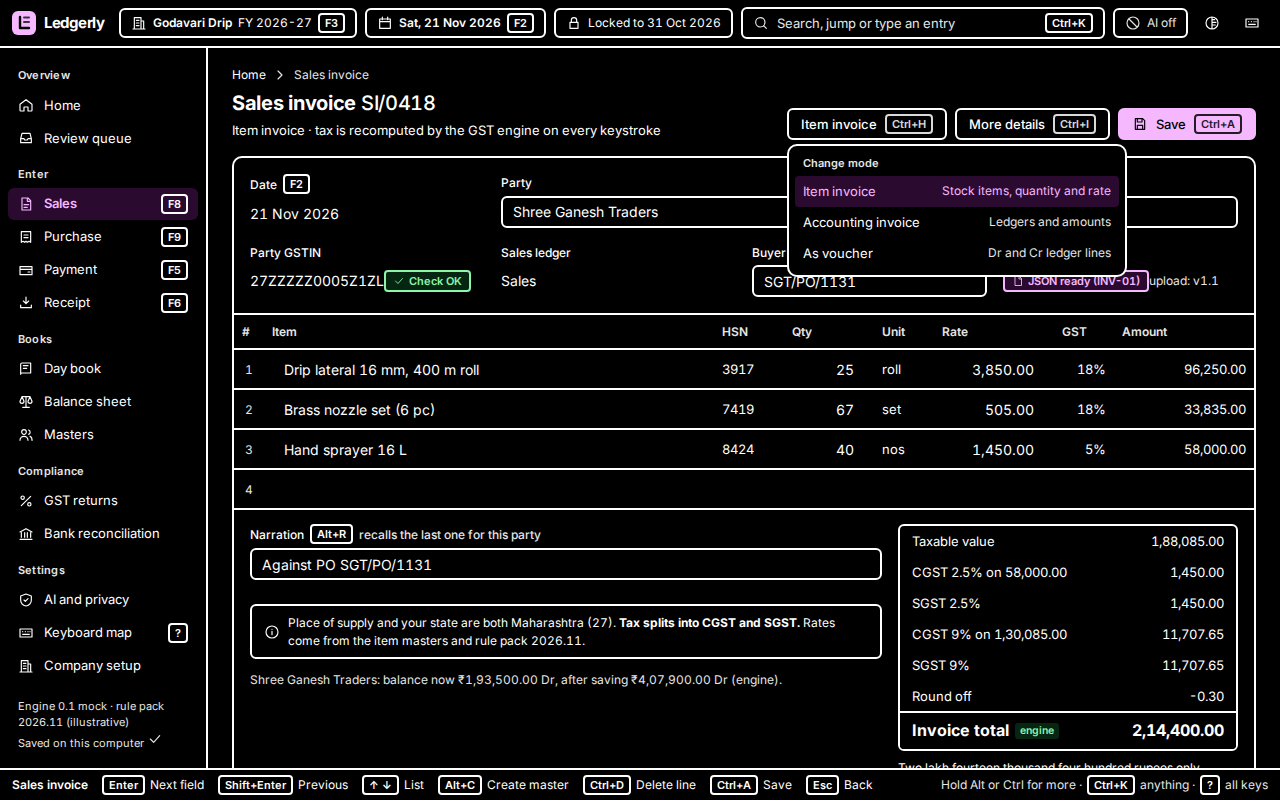 Ledgerly
Godavari Drip FY 2026-27 F3
Sat, 21 Nov 2026 F2
Locked to 31 Oct 2026
Search, jump or type an entry Ctrl+K
AI off
Overview
Home
Review queue
Enter
Sales F8
Purchase F9
Payment F5
Receipt F6
Books
Day book
Balance sheet
Masters
Compliance
GST returns
Bank reconciliation
Settings
AI and privacy
Keyboard map ?
Company setup
Engine 0.1 mock · rule pack
2026.11 (illustrative)
Saved on this computer
Home > Sales invoice
Sales invoice SI/0418
Item invoice · tax is recomputed by the GST engine on every keystroke
Item invoice Ctrl+H
More details Ctrl+I
Save Ctrl+A
Change mode
Item invoice Stock items, quantity and rate
Accounting invoice Ledgers and amounts
As voucher Dr and Cr ledger lines
Date F2
21 Nov 2026
Party
Shree Ganesh Traders
Party GSTIN
27ZZZZZ0005Z1ZL Check OK
Sales ledger
Sales
Buyer
SGT/PO/1131
JSON ready (INV-01) upload: v1.1
# Item HSN Qty Unit Rate GST Amount
1 Drip lateral 16 mm, 400 m roll 3917 25 roll 3,850.00 18% 96,250.00
2 Brass nozzle set (6 pc) 7419 67 set 505.00 18% 33,835.00
3 Hand sprayer 16 L 8424 40 nos 1,450.00 5% 58,000.00
4
Narration Alt+R recalls the last one for this party
Against PO SGT/PO/1131
Place of supply and your state are both Maharashtra (27). Tax splits into CGST and SGST. Rates
come from the item masters and rule pack 2026.11.
Shree Ganesh Traders: balance now ₹1,93,500.00 Dr, after saving ₹4,07,900.00 Dr (engine).
Taxable value 1,88,085.00
CGST 2.5% on 58,000.00 1,450.00
SGST 2.5% 1,450.00
CGST 9% on 1,30,085.00 11,707.65
SGST 9% 11,707.65
Round off -0.30
Invoice total engine 2,14,400.00
Two lakh fourteen thousand four hundred rupees only
Sales invoice Enter Next field Shift+Enter Previous ↑↓ List Alt+C Create master Ctrl+D Delete line Ctrl+A Save Esc Back
Hold Alt or Ctrl for more · Ctrl+K anything · ? all keys